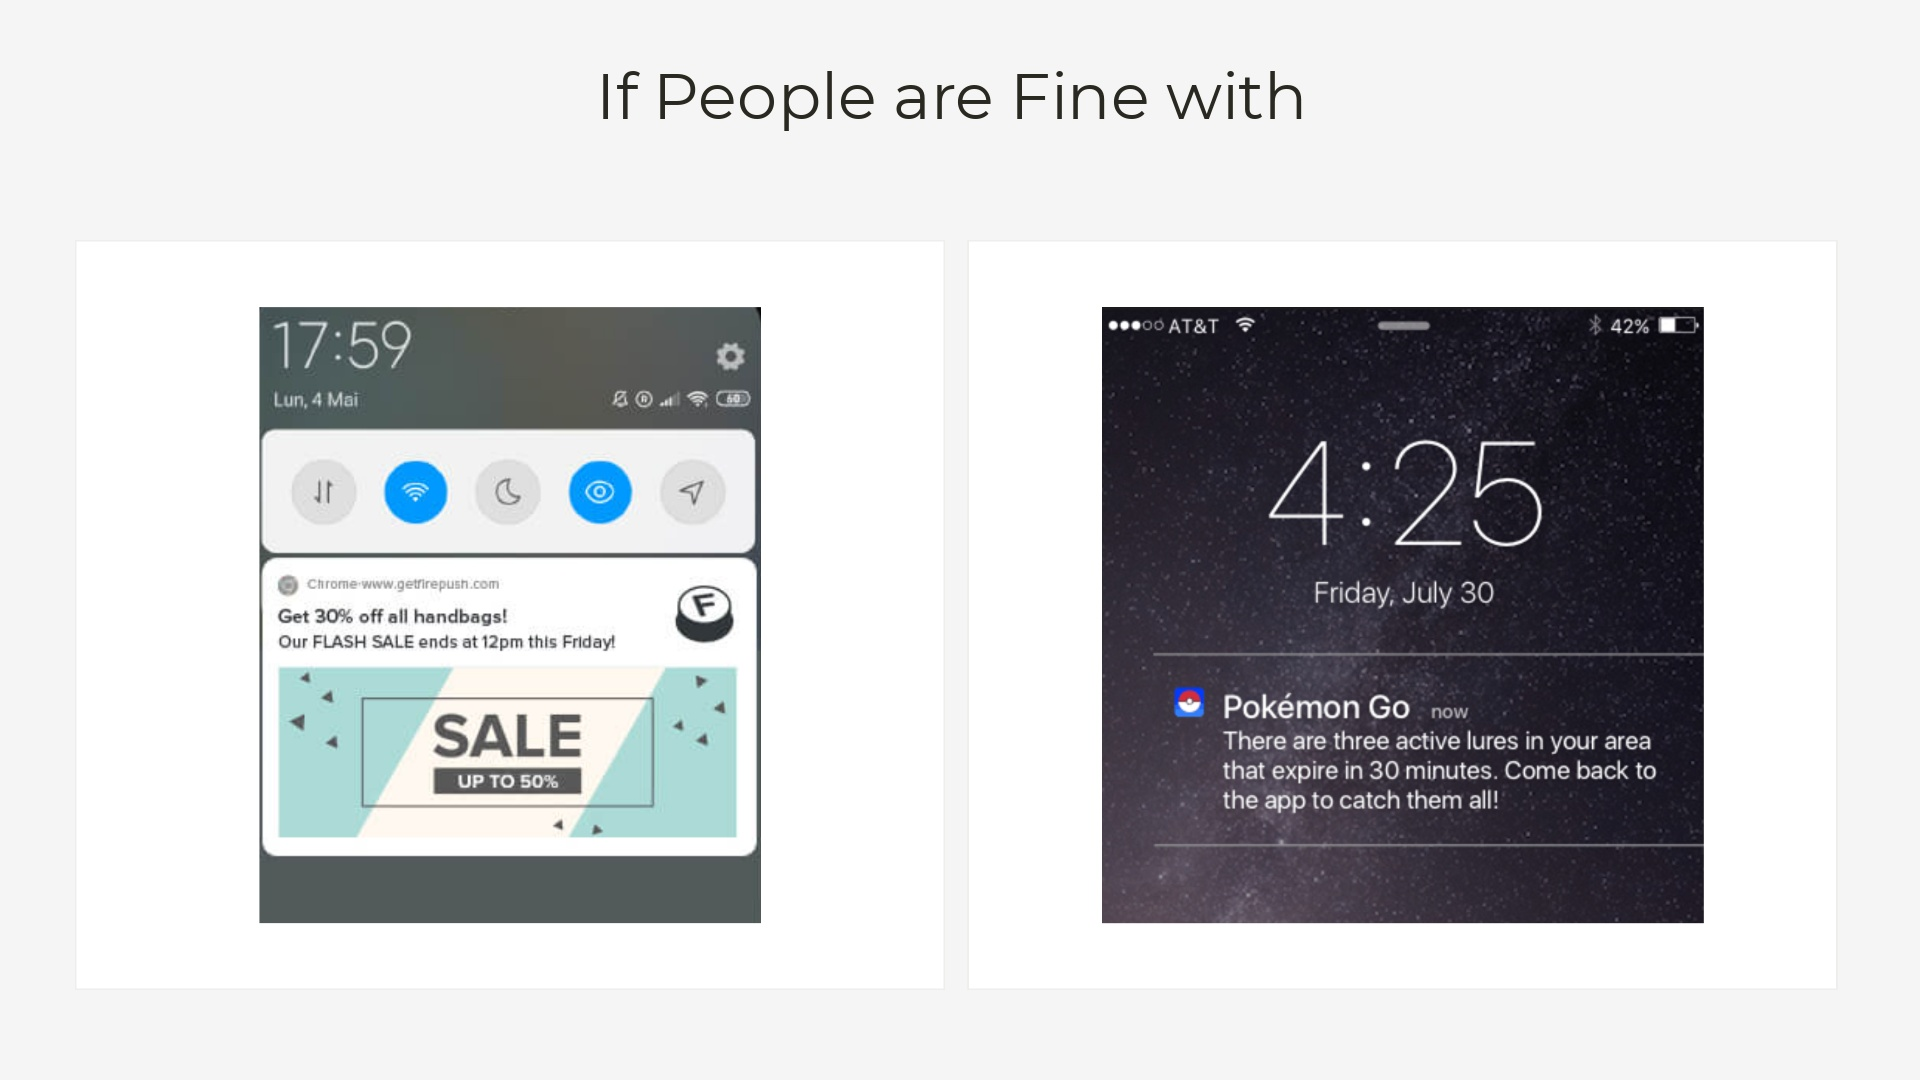 If People are Fine with
17:59
Lun, 4 Mai
R
60
Chrome·www.getfirepush.com
Get 30% off all handbags!
Our FLASH SALE ends at 12pm this Friday!
F
SALE
UP TO 50%
AT&T
42%
4:25
Friday, July 30
Pokémon Go now
There are three active lures in your area
that expire in 30 minutes. Come back to
the app to catch them all!